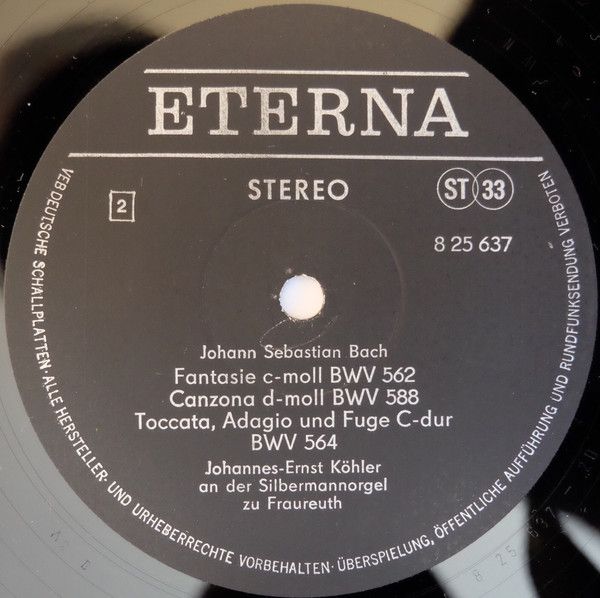 ETERNA
STEREO
ST 33
2
8 25 637
Johann Sebastian Bach
Fantasie c-moll BWV 562
Canzona d-moll BWV 588
Toccata, Adagio und Fuge C-dur
BWV 564
Johannes-Ernst Köhler
an der Silbermannorgel
zu Fraureuth
VEB DEUTSCHE SCHALLPLATTEN · ALLE HERSTELLER- UND URHEBERRECHTE VORBEHALTEN · ÜBERSPIELUNG, ÖFFENTLICHE AUFFÜHRUNG UND RUNDFUNKSENDUNG VERBOTEN